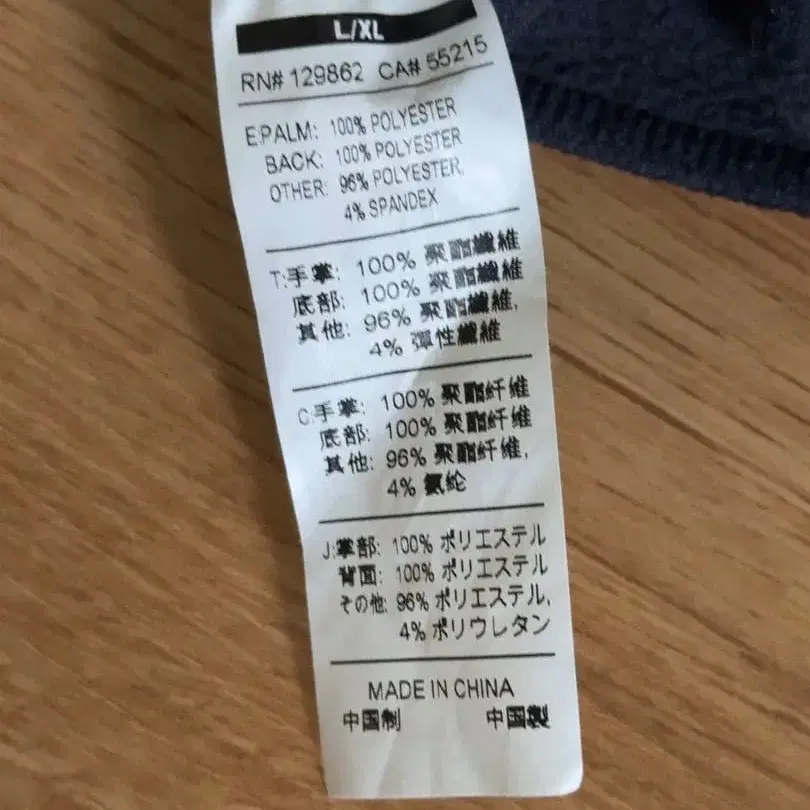 L/XL
RN# 129862 CA# 55215
E:PALM: 100% POLYESTER
BACK: 100% POLYESTER
OTHER: 96% POLYESTER,
4% SPANDEX
T:手掌: 100% 聚酯纖維
底部: 100% 聚酯纖維
其他: 96% 聚酯纖維,
4% 彈性纖維
C:手掌: 100% 聚酯纤维
底部: 100% 聚酯纤维
其他: 96% 聚酯纤维,
4% 氨纶
J:掌部: 100% ポリエステル
背面: 100% ポリエステル
その他: 96% ポリエステル,
4% ポリウレタン
MADE IN CHINA
中国制 中国製